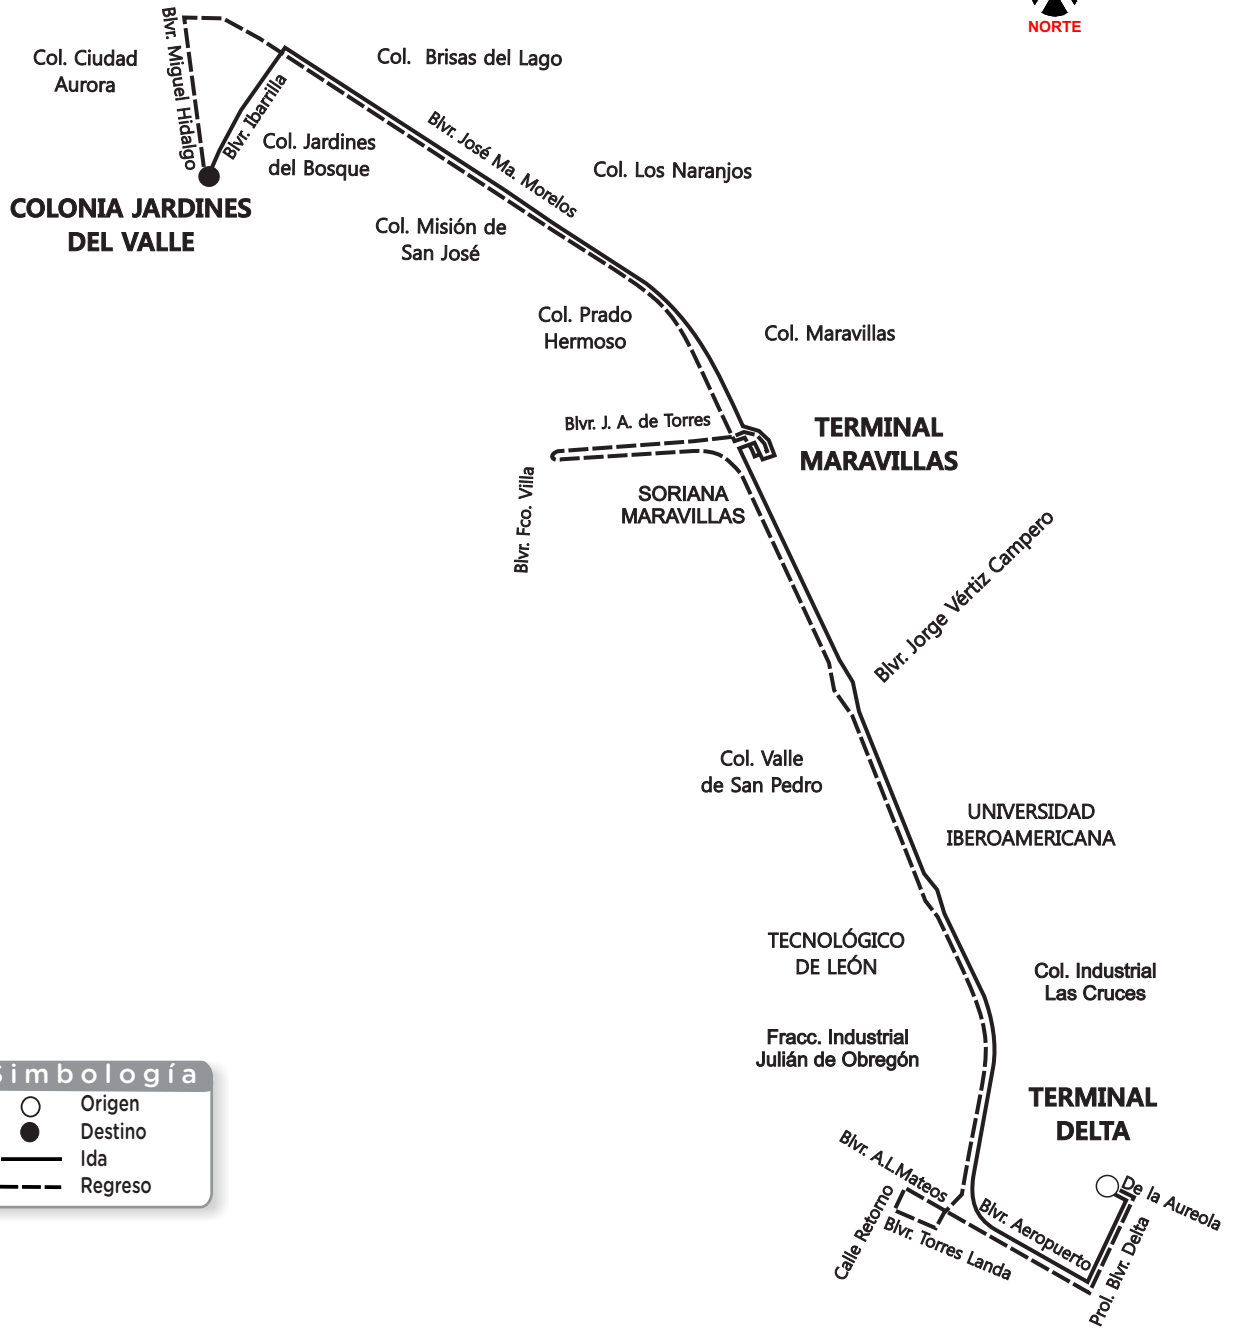 NORTE
Col. Ciudad
Aurora
Blvr. Miguel Hidalgo
Blvr. Ibarrilla
Col. Brisas del Lago
Col. Jardines
del Bosque
Blvr. José Ma. Morelos
Col. Los Naranjos
COLONIA JARDINES
DEL VALLE
Col. Misión de
San José
Col. Prado
Hermoso
Col. Maravillas
Blvr. J. A. de Torres
TERMINAL
MARAVILLAS
Blvr. Fco. Villa
SORIANA
MARAVILLAS
Blvr. Jorge Vértiz Campero
Col. Valle
de San Pedro
UNIVERSIDAD
IBEROAMERICANA
TECNOLÓGICO
DE LEÓN
Col. Industrial
Las Cruces
Fracc. Industrial
Julián de Obregón
TERMINAL
DELTA
Blvr. A.L.Mateos
De la Aureola
Calle Retorno
Blvr. Torres Landa
Blvr. Aeropuerto
Prol. Blvr. Delta
Simbología
Origen
Destino
Ida
Regreso